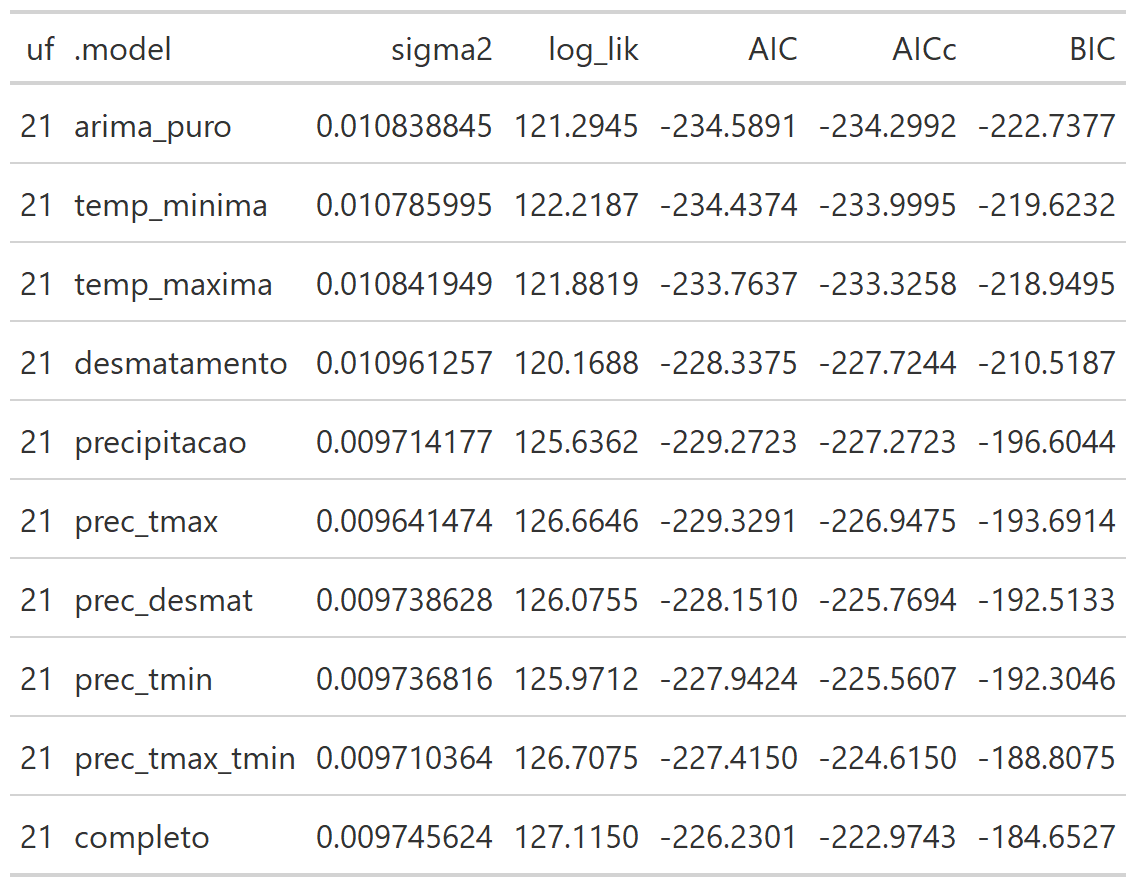 uf .model sigma2 log_lik AIC AICc BIC
21 arima_puro 0.010838845 121.2945 -234.5891 -234.2992 -222.7377
21 temp_minima 0.010785995 122.2187 -234.4374 -233.9995 -219.6232
21 temp_maxima 0.010841949 121.8819 -233.7637 -233.3258 -218.9495
21 desmatamento 0.010961257 120.1688 -228.3375 -227.7244 -210.5187
21 precipitacao 0.009714177 125.6362 -229.2723 -227.2723 -196.6044
21 prec_tmax 0.009641474 126.6646 -229.3291 -226.9475 -193.6914
21 prec_desmat 0.009738628 126.0755 -228.1510 -225.7694 -192.5133
21 prec_tmin 0.009736816 125.9712 -227.9424 -225.5607 -192.3046
21 prec_tmax_tmin 0.009710364 126.7075 -227.4150 -224.6150 -188.8075
21 completo 0.009745624 127.1150 -226.2301 -222.9743 -184.6527